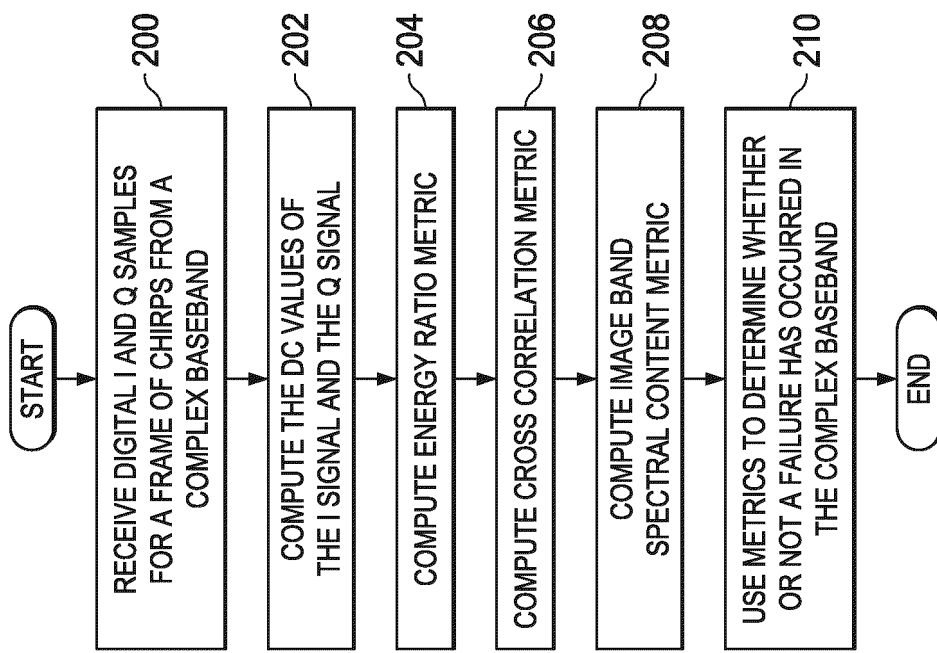 START
RECEIVE DIGITAL I AND Q SAMPLES
FOR A FRAME OF CHIRPS FROM A
COMPLEX BASEBAND
200
COMPUTE THE DC VALUES OF
THE I SIGNAL AND THE Q SIGNAL
202
COMPUTE ENERGY RATIO METRIC
204
COMPUTE CROSS CORRELATION METRIC
206
COMPUTE IMAGE BAND
SPECTRAL CONTENT METRIC
208
USE METRICS TO DETERMINE WHETHER
OR NOT A FAILURE HAS OCCURRED IN
THE COMPLEX BASEBAND
210
END